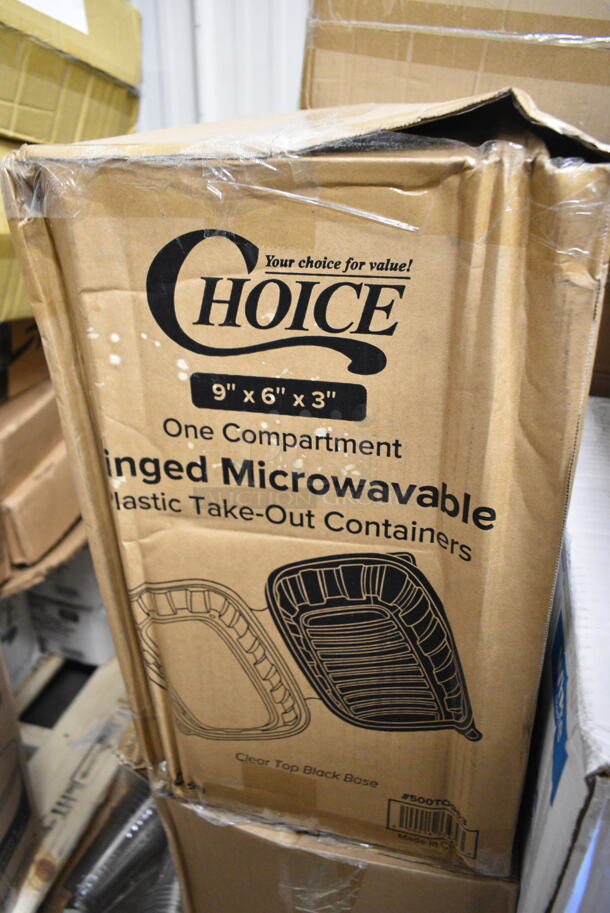 Your choice for value!
CHOICE
9" x 6" x 3"
One Compartment
inged Microwavable
lastic Take-Out Containers
Clear Top Black Base
Made in